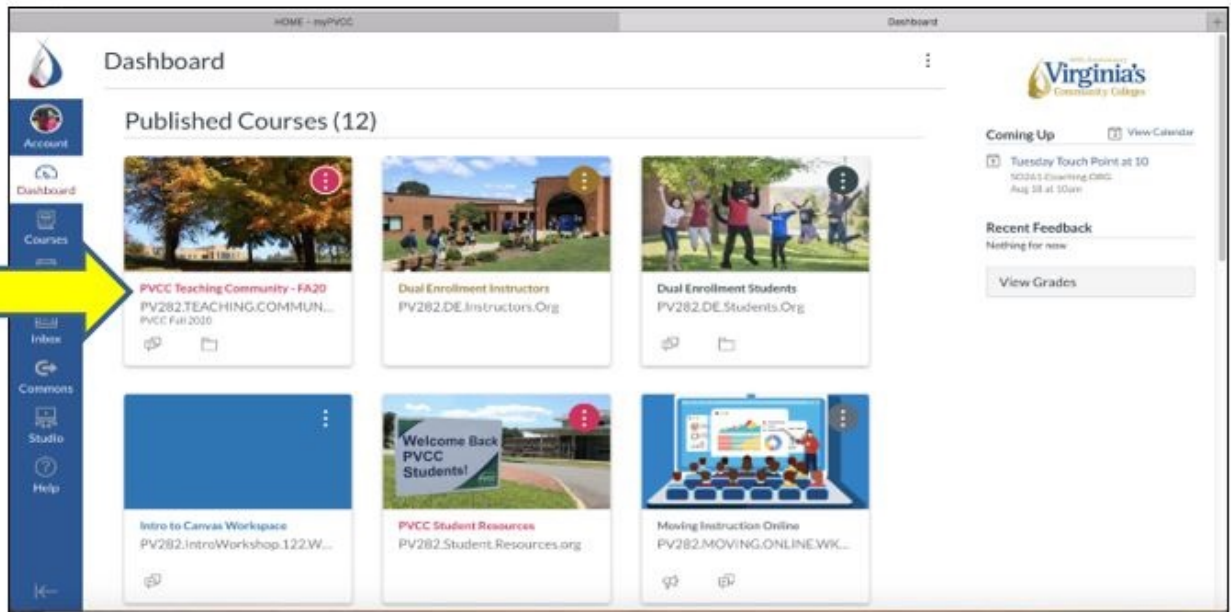 HOME - myPVCC
Dashboard
Dashboard
Virginia's
Community Colleges
Account
Dashboard
Courses
Inbox
Commons
Studio
Help
Published Courses (12)
PVCC Teaching Community - FA20
PV282.TEACHING.COMMUN...
PVCC Fall 2020
Dual Enrollment Instructors
PV282.DE.Instructors.Org
Dual Enrollment Students
PV282.DE.Students.Org
Intro to Canvas Workspace
PV282.IntroWorkshop.122.W...
Welcome Back
PVCC
Students!
PVCC Student Resources
PV282.Student.Resources.org
Moving Instruction Online
PV282.MOVING.ONLINE.WK...
Coming Up
View Calendar
Tuesday Touch Point at 10
Aug 18 at 10am
Recent Feedback
Nothing for now
View Grades